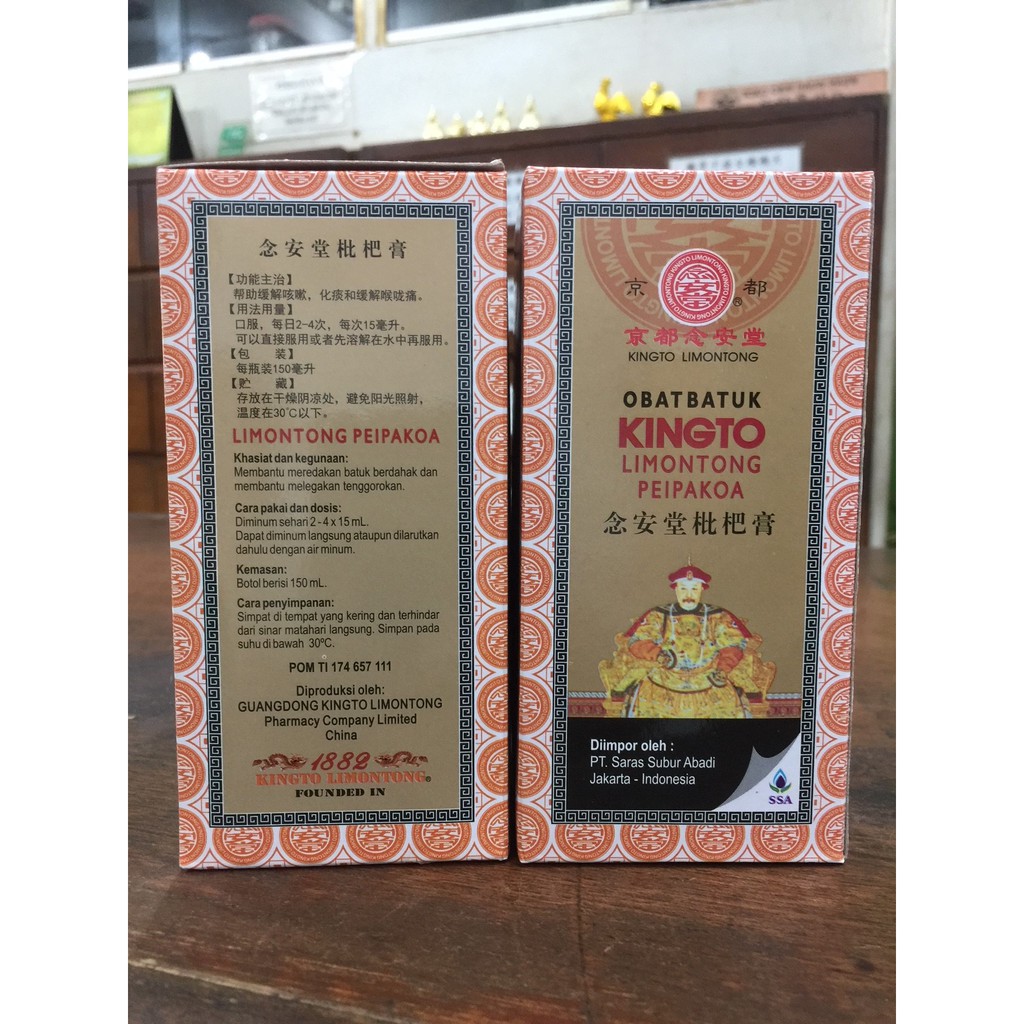 念安堂枇杷膏
【功能主治】
帮助缓解咳嗽，化痰和缓解喉咙痛。
【用法用量】
口服，每日2-4次，每次15毫升。
可以直接服用或者先溶解在水中再服用。
【包 装】
每瓶装150毫升
【贮 藏】
存放在干燥阴凉处，避免阳光照射，
温度在30℃以下。
LIMONTONG PEIPAKOA
Khasiat dan kegunaan:
Membantu meredakan batuk berdahak dan
membantu melegakan tenggorokan.
Cara pakai dan dosis:
Diminum sehari 2 - 4 x 15 mL.
Dapat diminum langsung ataupun dilarutkan
dahulu dengan air minum.
Kemasan:
Botol berisi 150 mL.
Cara penyimpanan:
Simpat di tempat yang kering dan terhindar
dari sinar matahari langsung. Simpan pada
suhu di bawah 30ºC.
POM TI 174 657 111
Diproduksi oleh:
GUANGDONG KINGTO LIMONTONG
Pharmacy Company Limited
China
1882
KINGTO LIMONTONG®
FOUNDED IN
京 ® 都
京都念安堂
KINGTO LIMONTONG
OBAT BATUK
KINGTO
LIMONTONG
PEIPAKOA
念安堂枇杷膏
Diimpor oleh :
PT. Saras Subur Abadi
Jakarta - Indonesia
SSA